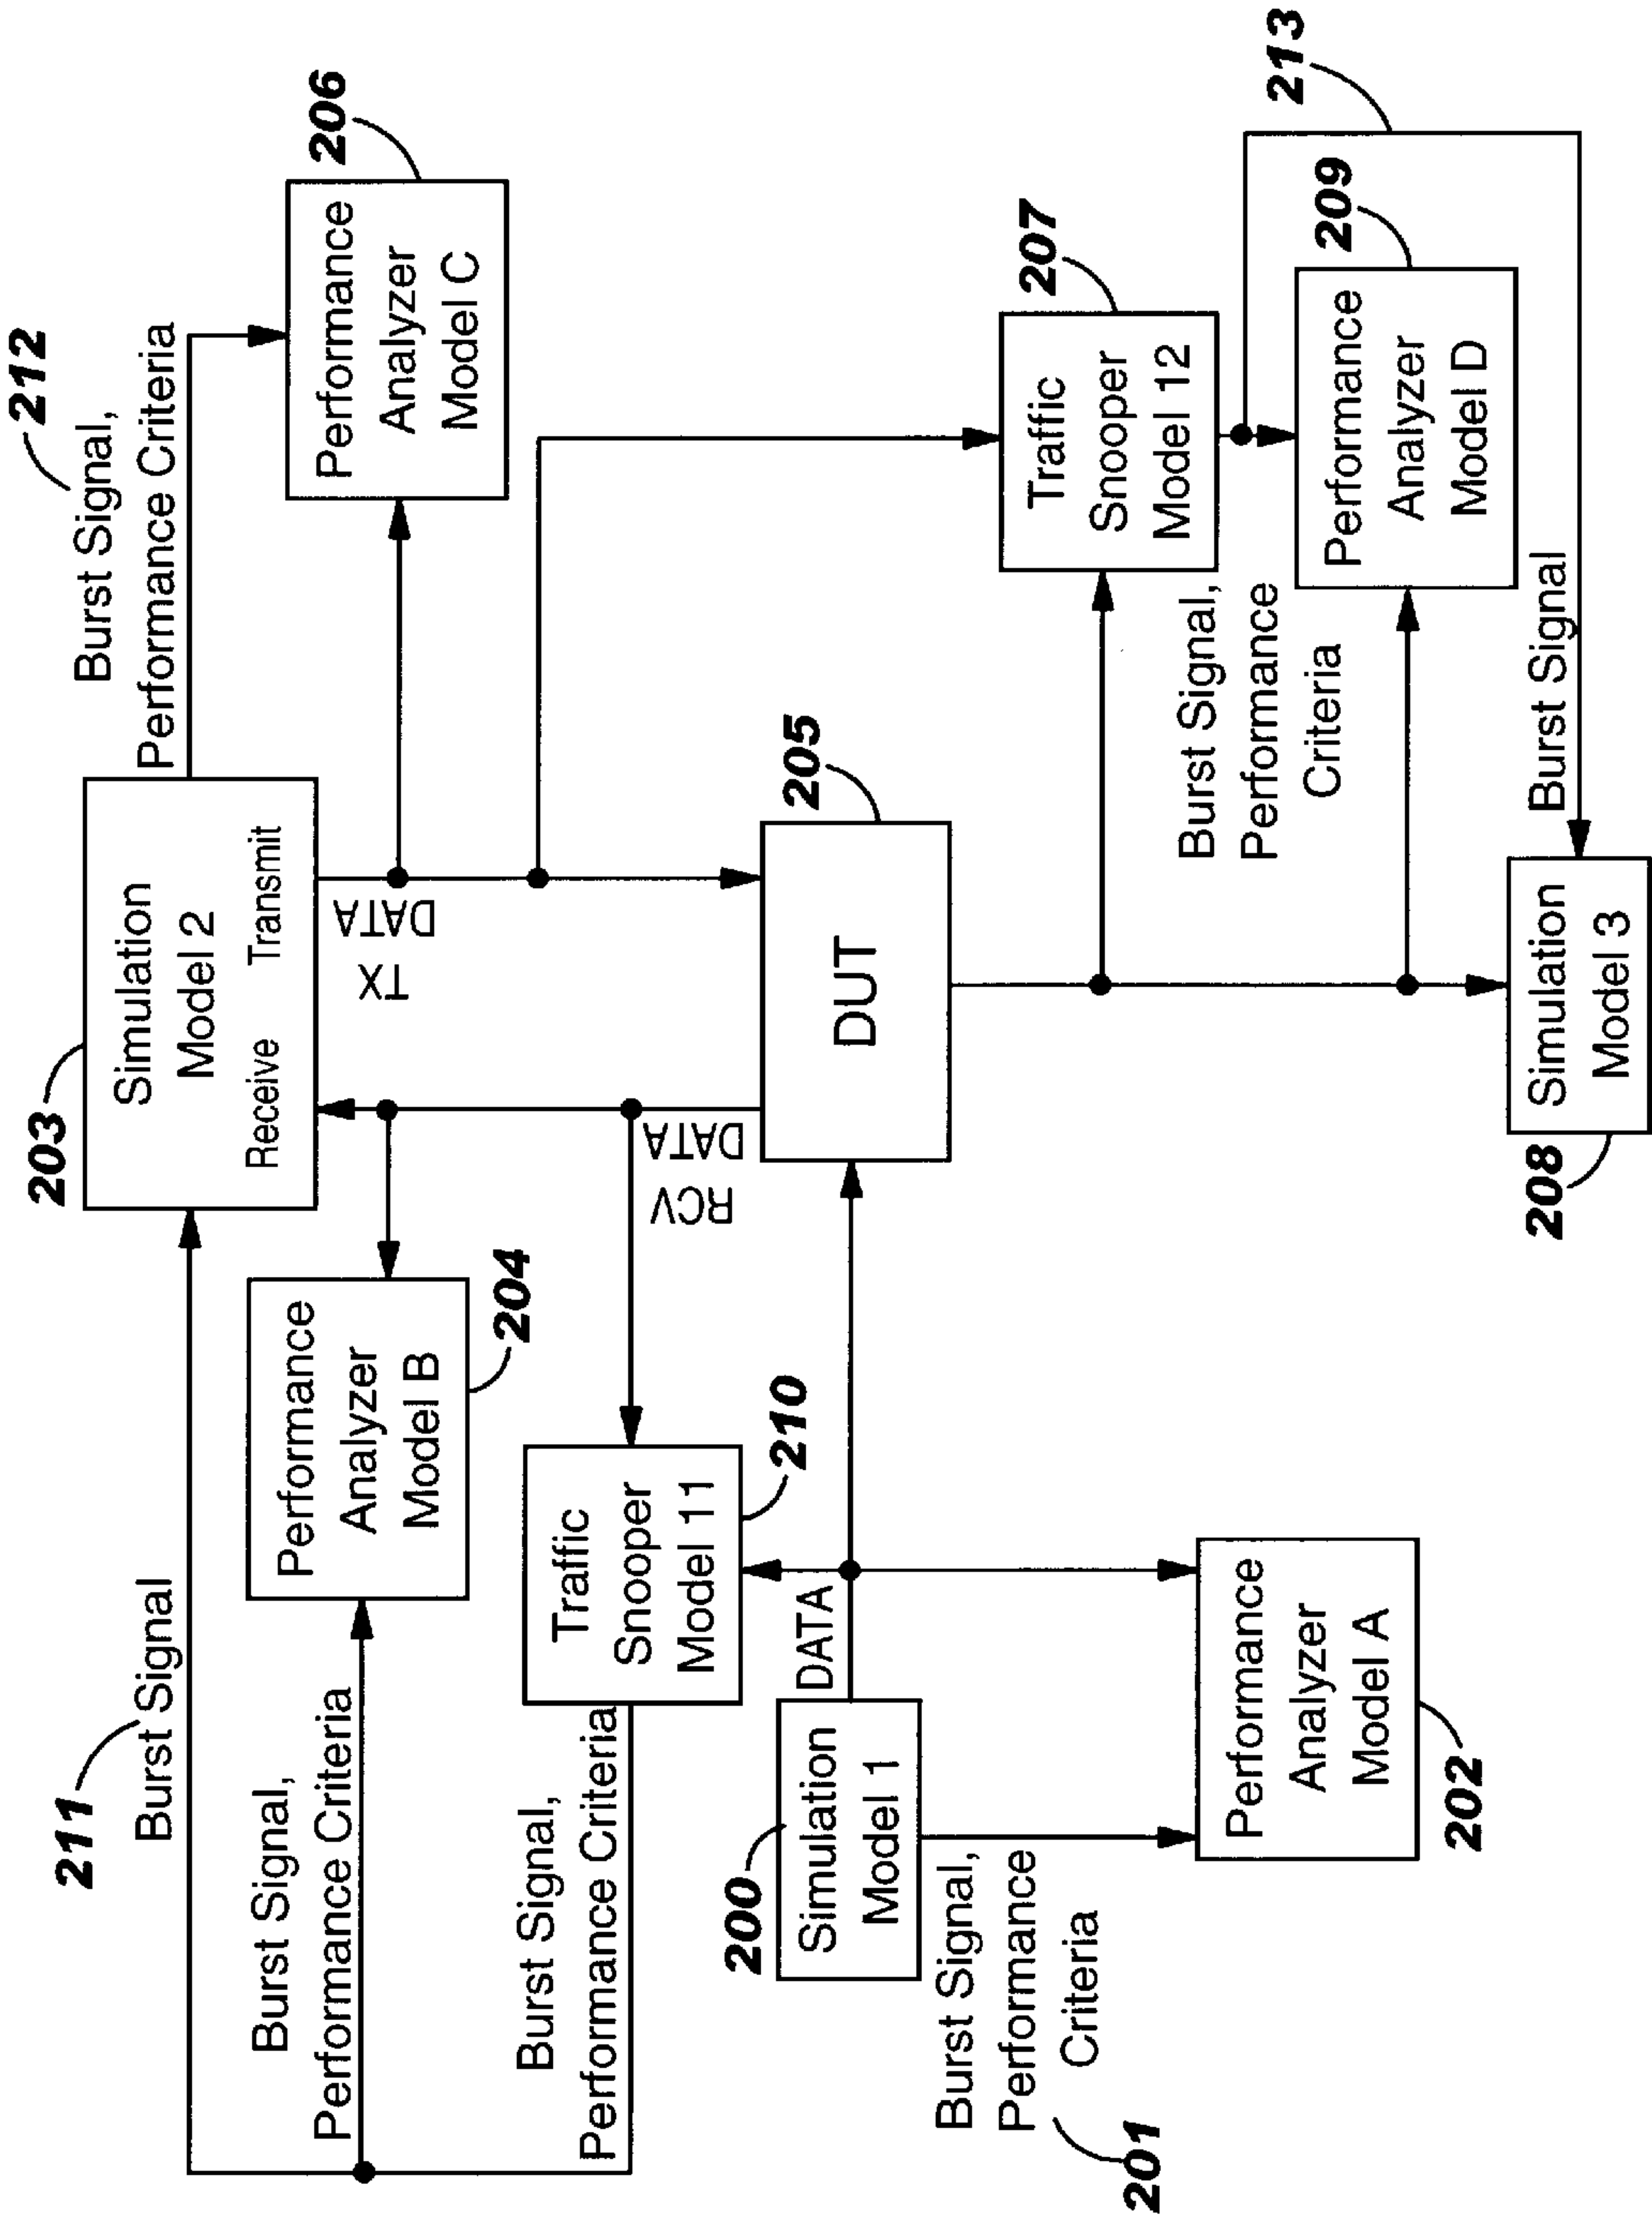 211
Burst Signal
203
Simulation
Model 2
Receive
Transmit
212
Burst Signal,
Performance Criteria
206
Performance
Analyzer
Model C
Burst Signal,
Performance Criteria
Performance
Analyzer
Model B
204
TX
DATA
Burst Signal,
Performance Criteria
Traffic
Snooper
Model 11
210
RCV
DATA
200
Simulation
Model 1
DATA
DUT
205
207
Traffic
Snooper
Model 12
201
Burst Signal,
Performance
Criteria
Performance
Analyzer
Model A
202
Burst Signal,
Performance
Criteria
209
Performance
Analyzer
Model D
213
208
Simulation
Model 3
Burst Signal